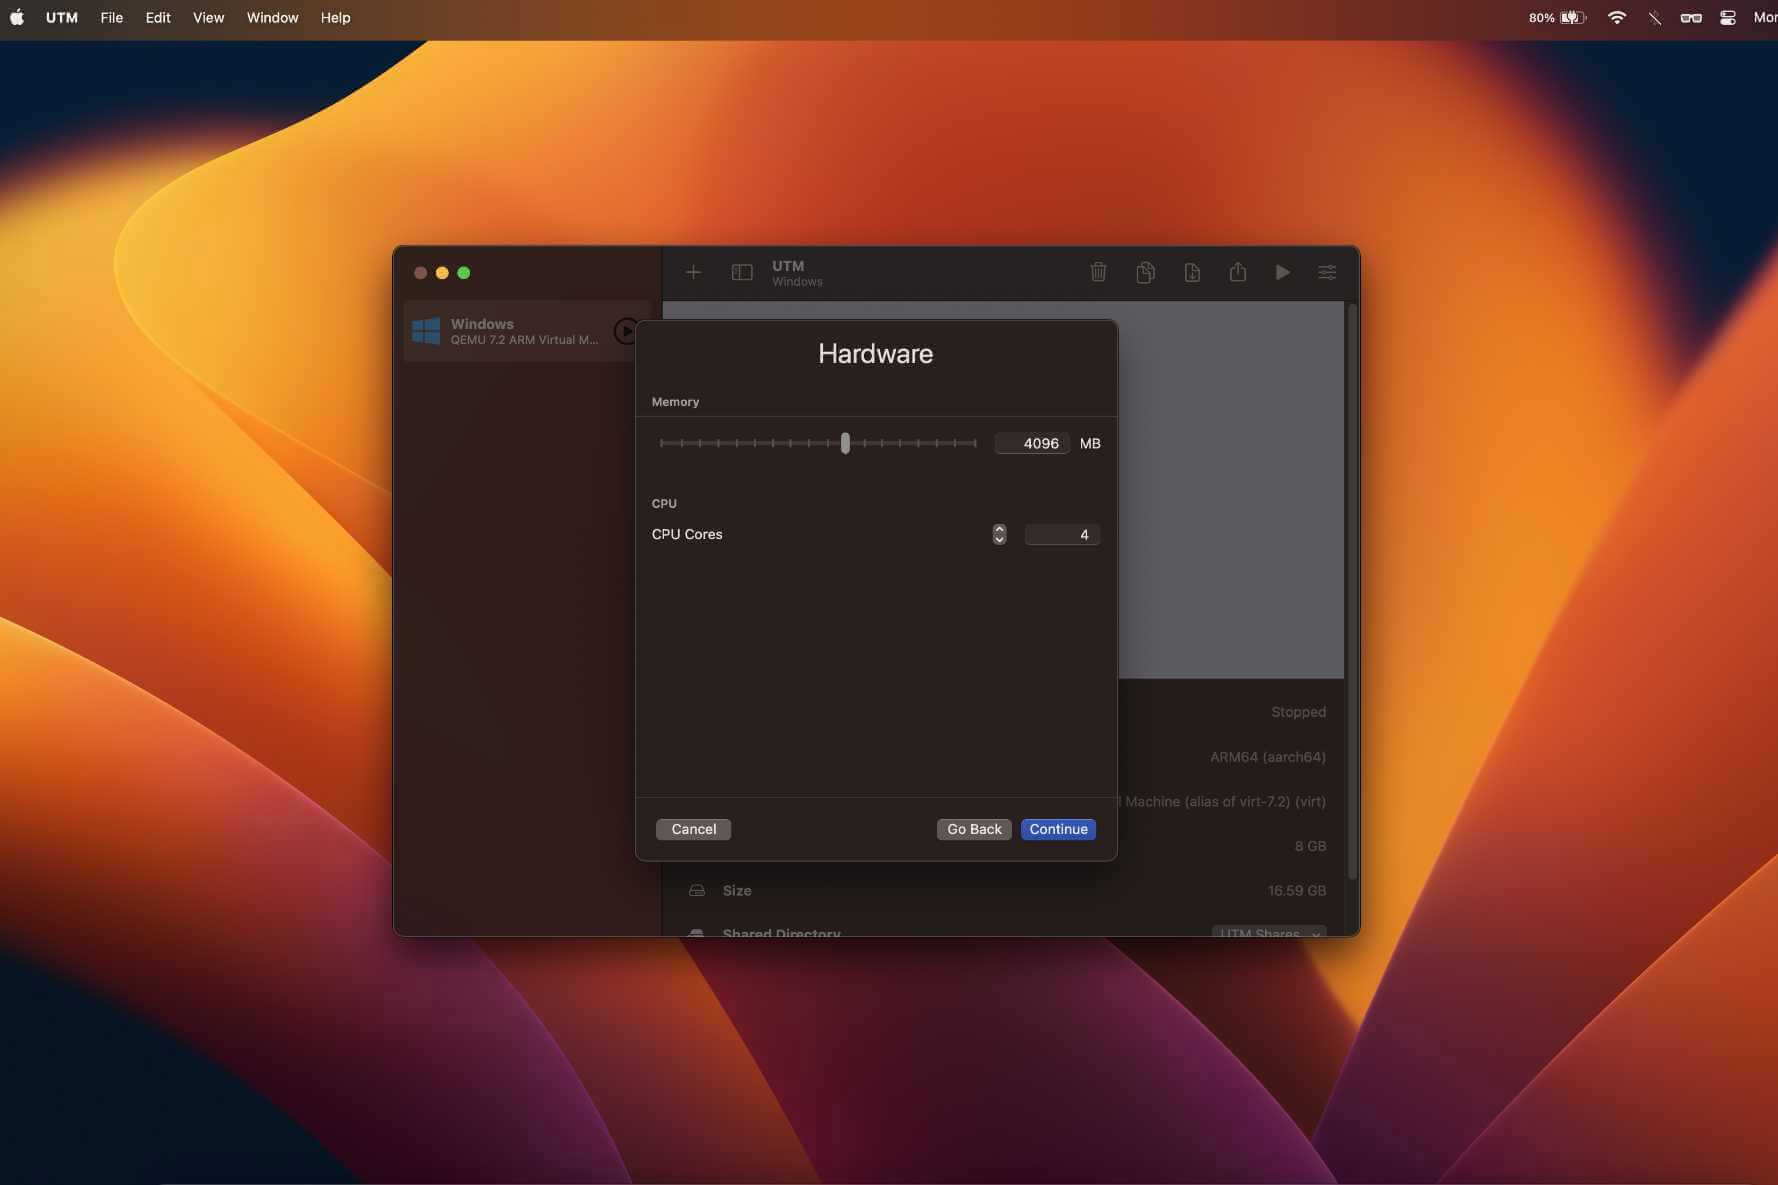 UTM File Edit View Window Help
80%
UTM
Windows
Windows
QEMU 7.2 ARM Virtual M...
Hardware
Memory
4096 MB
CPU
CPU Cores 4
Cancel Go Back Continue
Stopped
ARM64 (aarch64)
Machine (alias of virt-7.2) (virt)
8 GB
Size 16.59 GB
Shared Directory UTM Shares